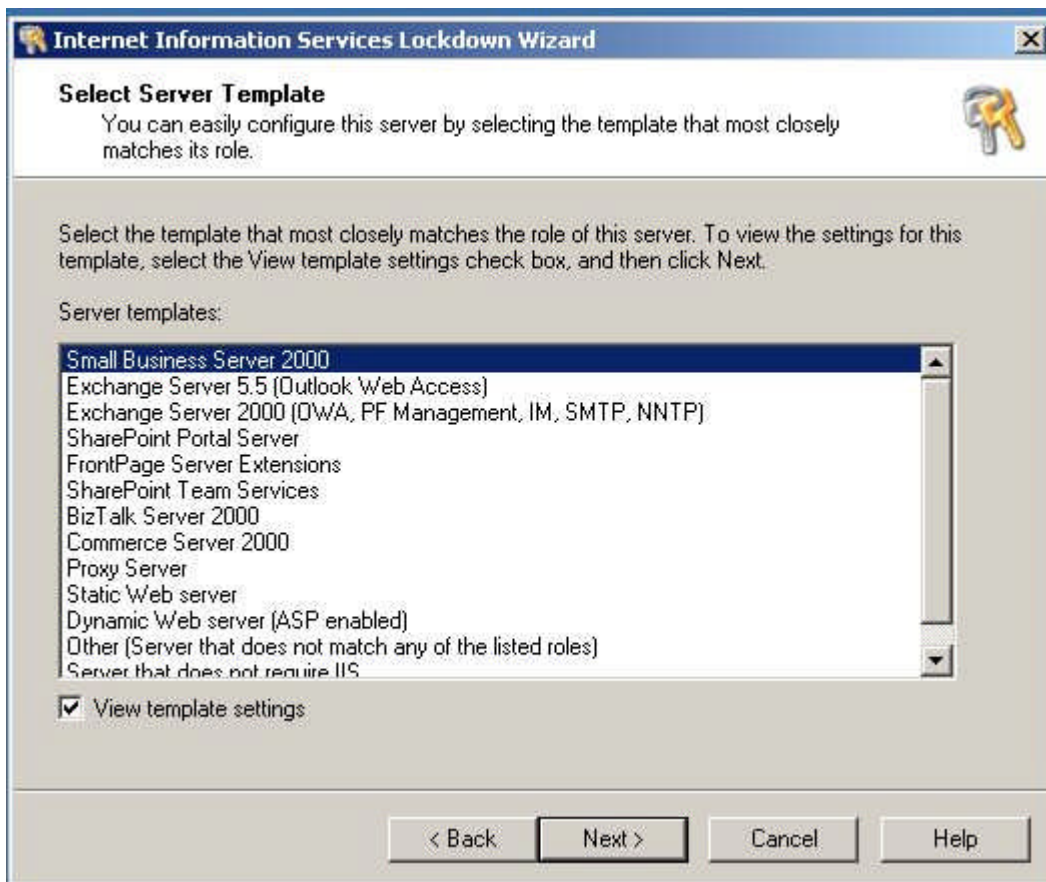 Internet Information Services Lockdown Wizard
Select Server Template
You can easily configure this server by selecting the template that most closely
matches its role.
Select the template that most closely matches the role of this server. To view the settings for this
template, select the View template settings check box, and then click Next.
Server templates:
Small Business Server 2000
Exchange Server 5.5 (Outlook Web Access)
Exchange Server 2000 (OWA, PF Management, IM, SMTP, NNTP)
SharePoint Portal Server
FrontPage Server Extensions
SharePoint Team Services
BizTalk Server 2000
Commerce Server 2000
Proxy Server
Static Web server
Dynamic Web server (ASP enabled)
Other (Server that does not match any of the listed roles)
Server that does not require IIS
View template settings
< Back Next > Cancel Help